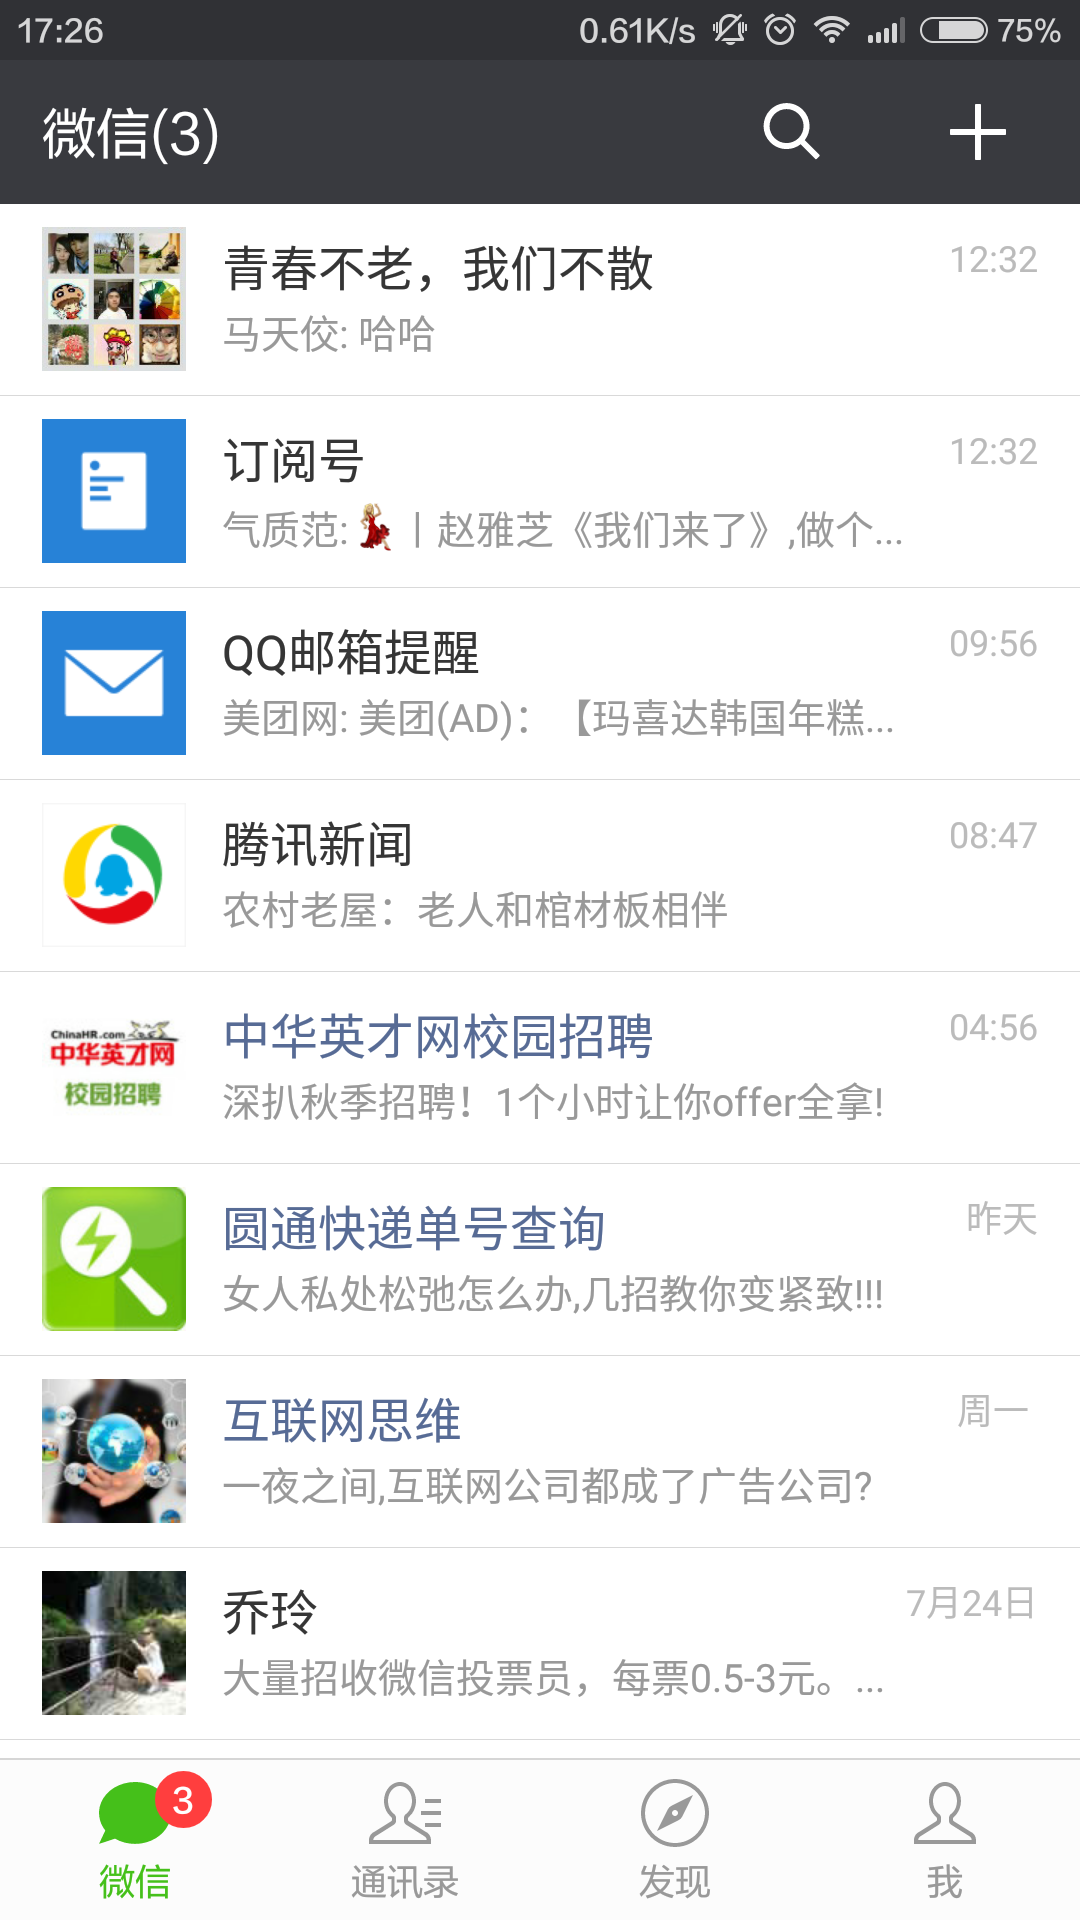 17:26 0.61K/s 75%
微信(3)
青春不老，我们不散 12:32
马天佼: 哈哈
订阅号 12:32
气质范: 💃丨赵雅芝《我们来了》,做个...
QQ邮箱提醒 09:56
美团网: 美团(AD)：【玛喜达韩国年糕...
腾讯新闻 08:47
农村老屋：老人和棺材板相伴
ChinaHR.com
中华英才网
校园招聘
中华英才网校园招聘 04:56
深扒秋季招聘！1个小时让你offer全拿!
圆通快递单号查询 昨天
女人私处松弛怎么办,几招教你变紧致!!!
互联网思维 周一
一夜之间,互联网公司都成了广告公司?
乔玲 7月24日
大量招收微信投票员，每票0.5-3元。...
3
微信 通讯录 发现 我